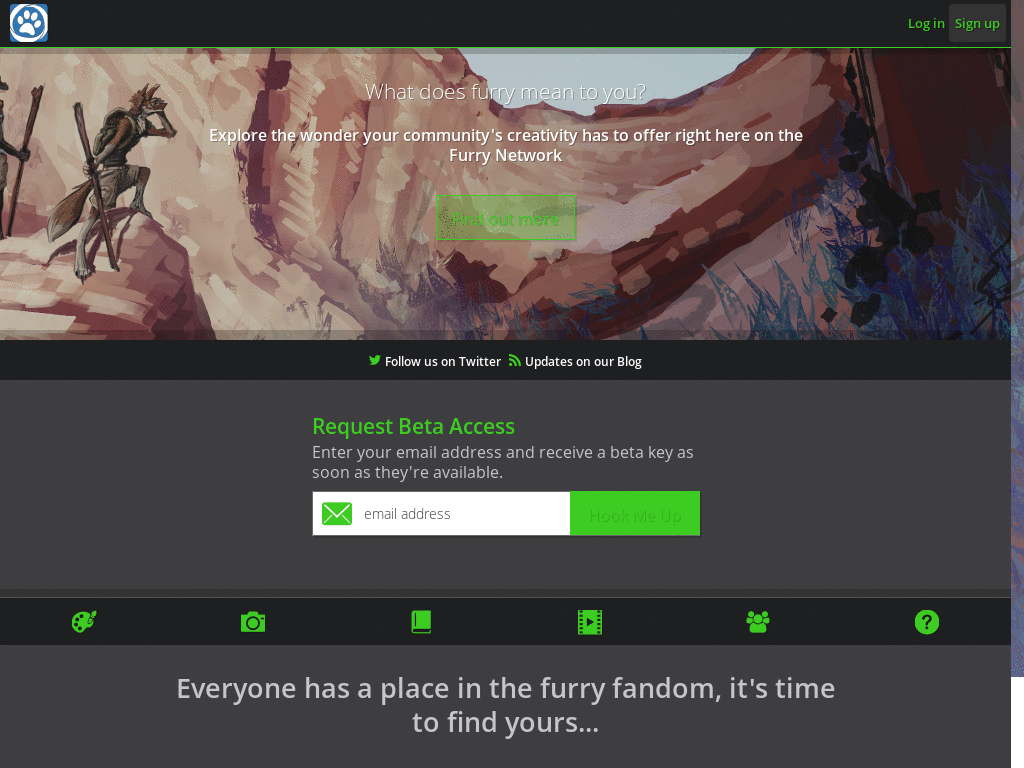 Log in Sign up
What does furry mean to you?
Explore the wonder your community's creativity has to offer right here on the
Furry Network
Find out more
Follow us on Twitter Updates on our Blog
Request Beta Access
Enter your email address and receive a beta key as
soon as they're available.
email address Hook Me Up
Everyone has a place in the furry fandom, it's time
to find yours...